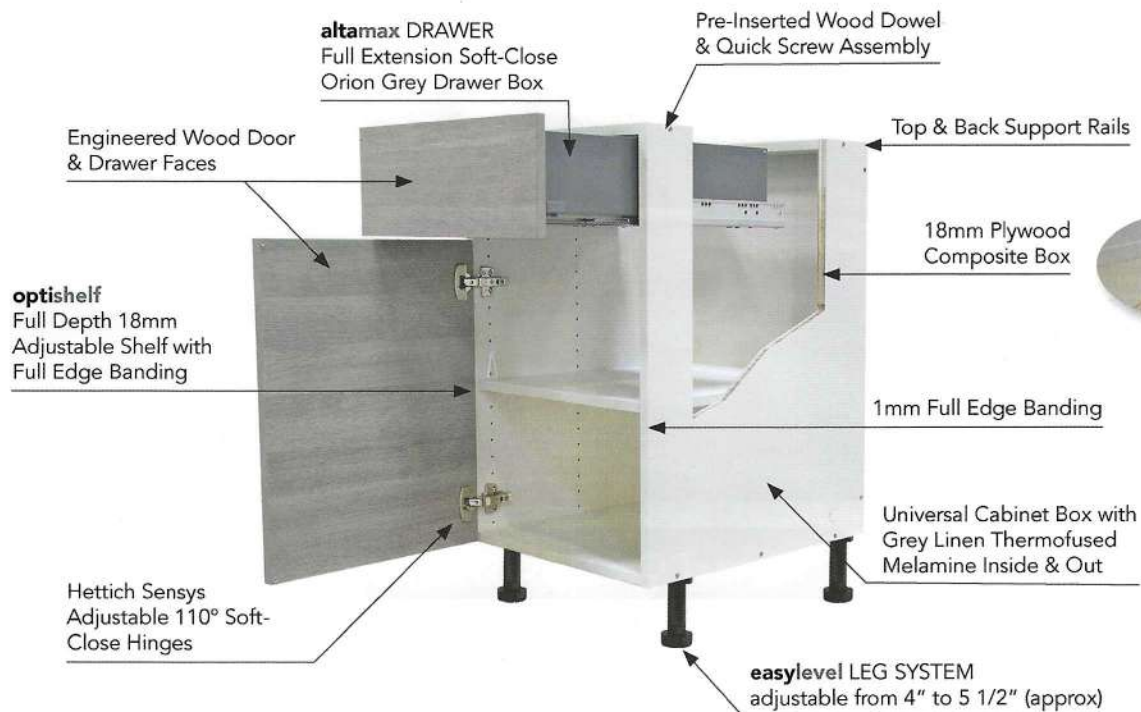 altamax DRAWER
Full Extension Soft-Close
Orion Grey Drawer Box
Pre-Inserted Wood Dowel
& Quick Screw Assembly
Engineered Wood Door
& Drawer Faces
Top & Back Support Rails
18mm Plywood
Composite Box
optishelf
Full Depth 18mm
Adjustable Shelf with
Full Edge Banding
1mm Full Edge Banding
Universal Cabinet Box with
Grey Linen Thermofused
Melamine Inside & Out
Hettich Sensys
Adjustable 110° Soft-
Close Hinges
easylevel LEG SYSTEM
adjustable from 4" to 5 1/2" (approx)